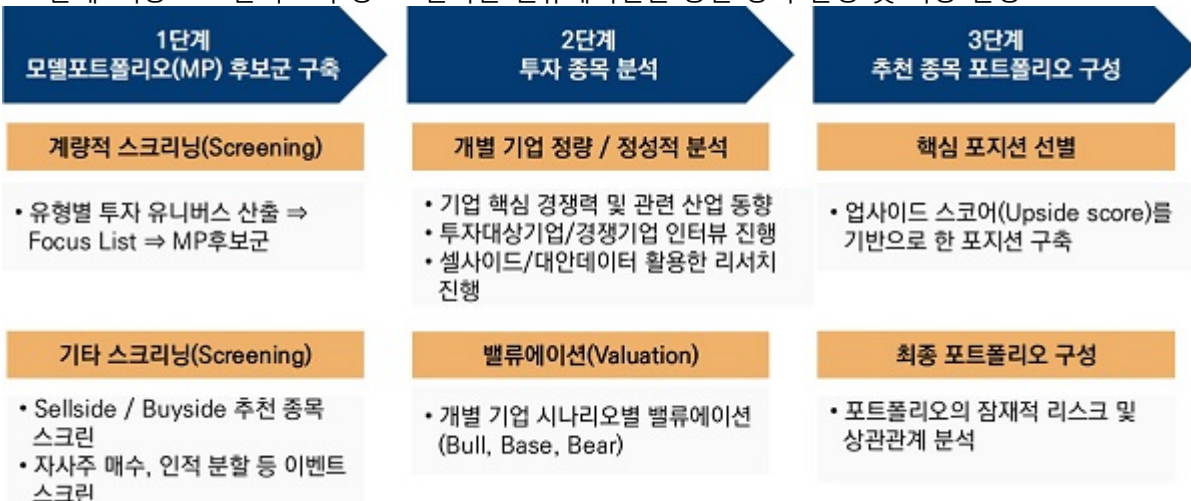 1단계
모델포트폴리오(MP) 후보군 구축
계량적 스크리닝(Screening)
• 유형별 투자 유니버스 산출 ⇒
Focus List ⇒ MP후보군
기타 스크리닝(Screening)
• Sellside / Buyside 추천 종목
스크린
• 자사주 매수, 인적 분할 등 이벤트
스크린
2단계
투자 종목 분석
개별 기업 정량 / 정성적 분석
• 기업 핵심 경쟁력 및 관련 산업 동향
• 투자대상기업/경쟁기업 인터뷰 진행
• 셀사이드/대안데이터 활용한 리서치
진행
밸류에이션(Valuation)
• 개별 기업 시나리오별 밸류에이션
(Bull, Base, Bear)
3단계
추천 종목 포트폴리오 구성
핵심 포지션 선별
• 업사이드 스코어(Upside score)를
기반으로 한 포지션 구축
최종 포트폴리오 구성
• 포트폴리오의 잠재적 리스크 및
상관관계 분석